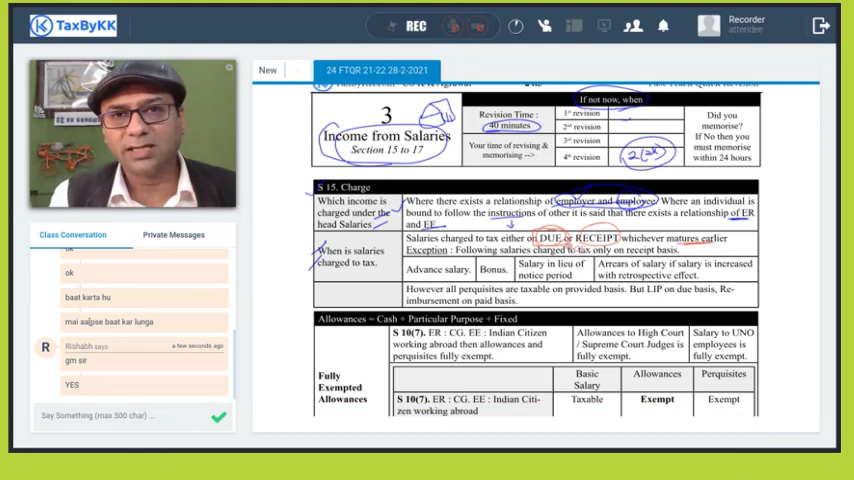 TaxByKK
REC
Recorder
attendee
New
24 FTQR 21-22 28-2-2021
Class Conversation
Private Messages
ok
ok
baat karta hu
mai aapse baat kar lunga
R
Rishabh says:
a few seconds ago
gm sir
YES
Say Something (max 500 char) ...
3
Income from Salaries
Section 15 to 17
If not now, when
Revision Time :
40 minutes
Your time of revising &
memorising -->
1st revision
2nd revision
3rd revision
4th revision
Did you
memorise?
If No then you
must memorise
within 24 hours
S 15. Charge
Which income is
charged under the
head Salaries
Where there exists a relationship of employer and employee. Where an individual is
bound to follow the instructions of other it is said that there exists a relationship of ER
and EE.
When is salaries
charged to tax.
Salaries charged to tax either on DUE or RECEIPT whichever matures earlier
Exception : Following salaries charged to tax only on receipt basis.
Advance salary.
Bonus.
Salary in lieu of
notice period
Arrears of salary if salary is increased
with retrospective effect.
However all perquisites are taxable on provided basis. But LIP on due basis, Re-
imbursement on paid basis.
Allowances = Cash + Particular Purpose + Fixed
Fully
Exempted
Allowances
S 10(7). ER : CG. EE : Indian Citizen
working abroad then allowances and
perquisites fully exempt.
Allowances to High Court
/ Supreme Court Judges is
fully exempt.
Salary to UNO
employees is
fully exempt.
Basic
Salary
Allowances
Perquisites
S 10(7). ER : CG. EE : Indian Citi-
zen working abroad
Taxable
Exempt
Exempt